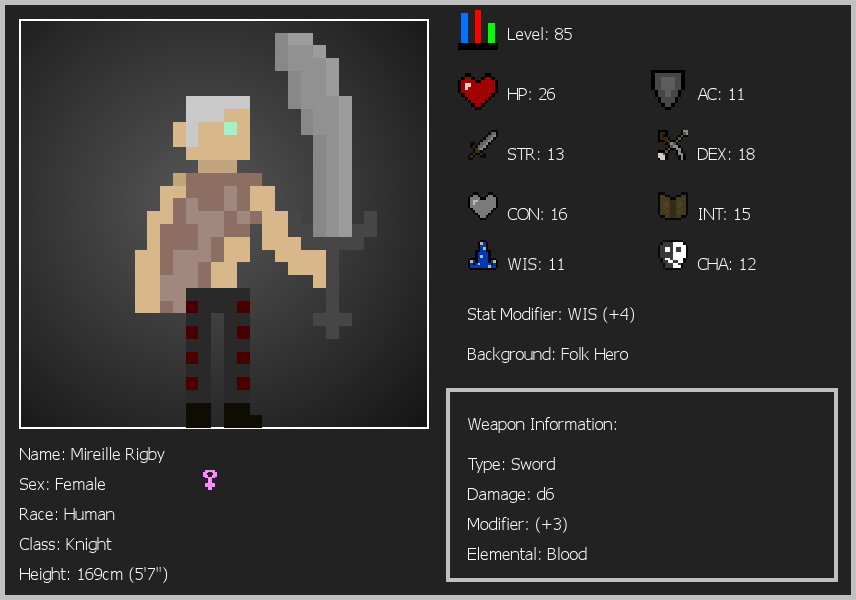 Level: 85
HP: 26
AC: 11
STR: 13
DEX: 18
CON: 16
INT: 15
WIS: 11
CHA: 12
Stat Modifier: WIS (+4)
Background: Folk Hero
Name: Mireille Rigby
Sex: Female
Race: Human
Class: Knight
Height: 169cm (5'7")
Weapon Information:
Type: Sword
Damage: d6
Modifier: (+3)
Elemental: Blood